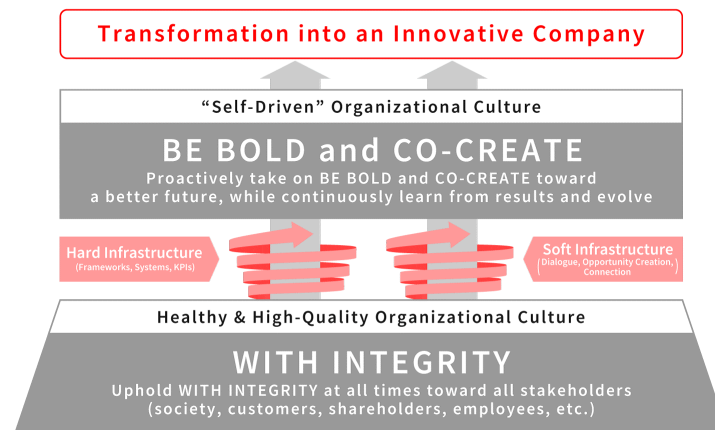 Transformation into an Innovative Company
“Self-Driven” Organizational Culture
BE BOLD and CO-CREATE
Proactively take on BE BOLD and CO-CREATE toward
a better future, while continuously learn from results and evolve
Hard Infrastructure
(Frameworks, Systems, KPIs)
Soft Infrastructure
(Dialogue, Opportunity Creation,
Connection)
Healthy & High-Quality Organizational Culture
WITH INTEGRITY
Uphold WITH INTEGRITY at all times toward all stakeholders
(society, customers, shareholders, employees, etc.)